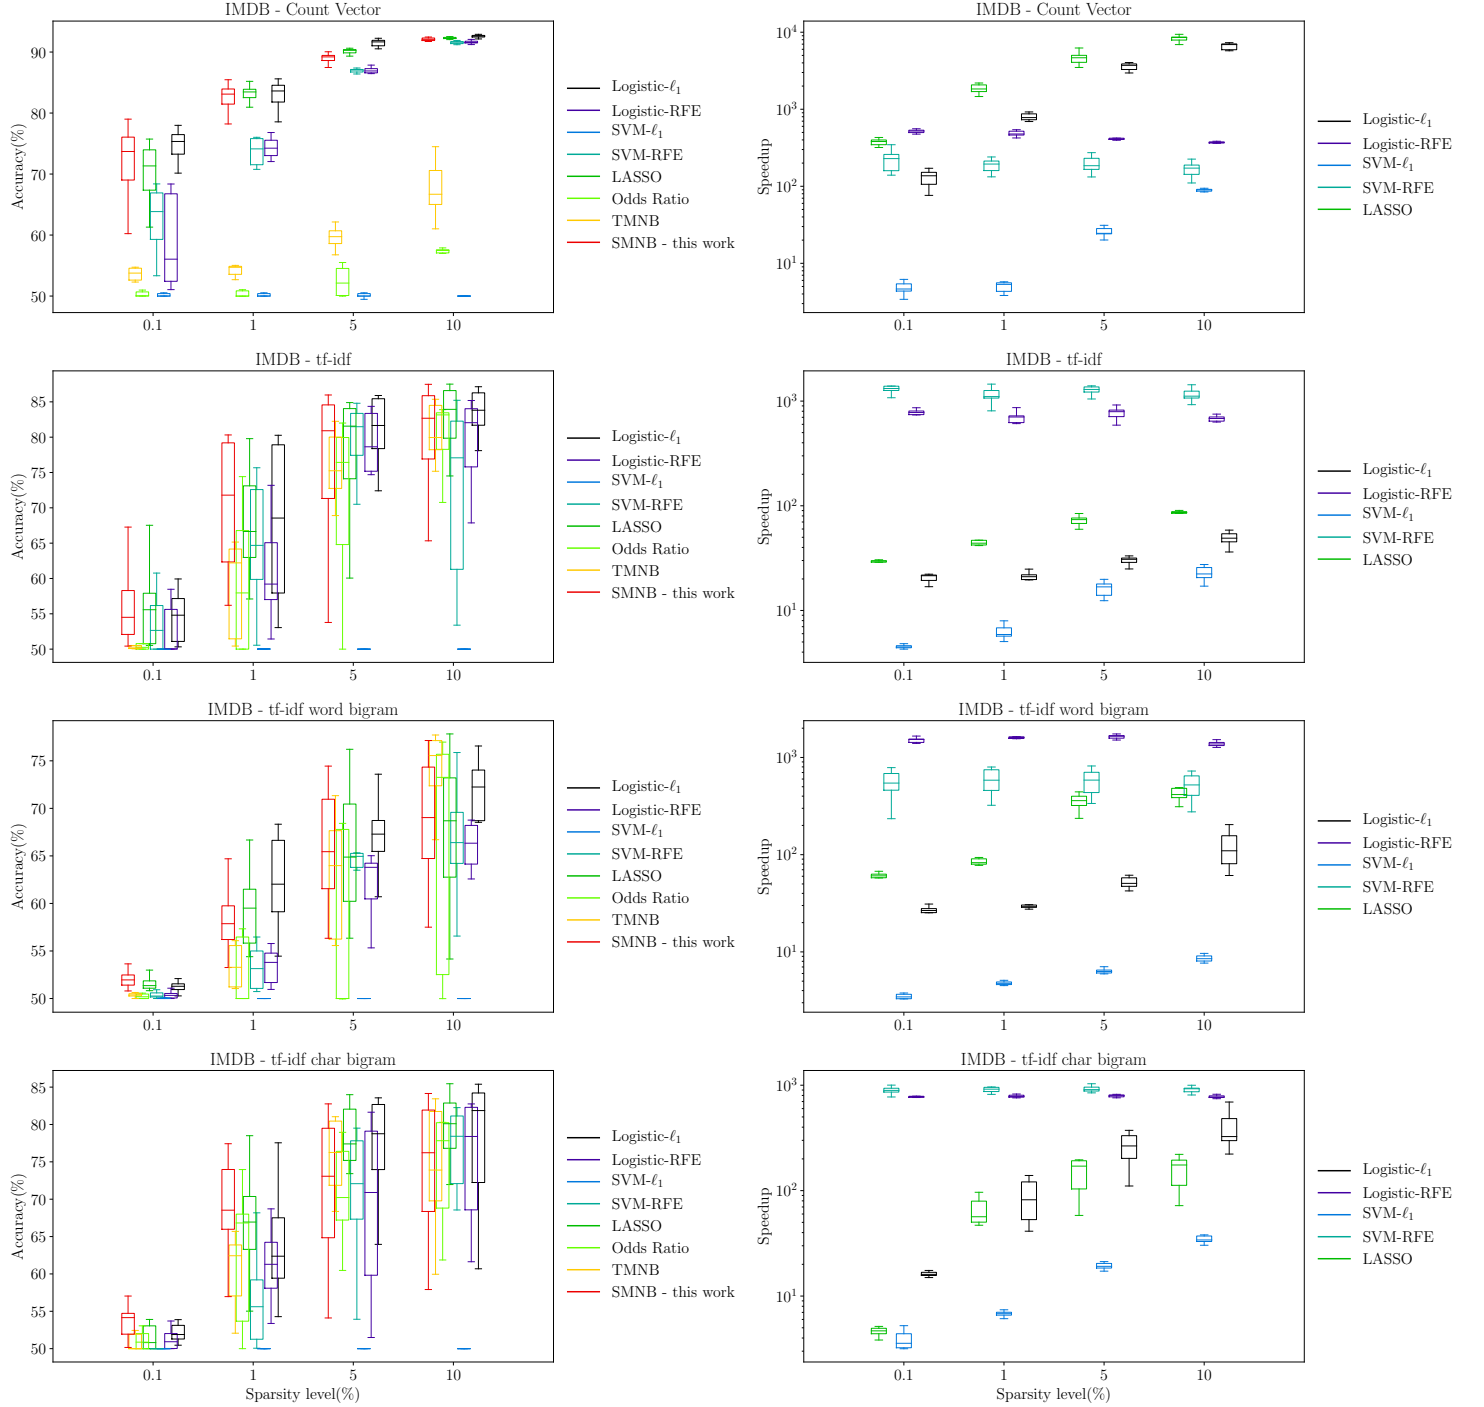 IMDB - Count Vector
Accuracy(%)
90
80
70
60
50
0.1 1 5 10
Logistic-ℓ1
Logistic-RFE
SVM-ℓ1
SVM-RFE
LASSO
Odds Ratio
TMNB
SMNB - this work
IMDB - Count Vector
Speedup
10^4
10^3
10^2
10^1
0.1 1 5 10
Logistic-ℓ1
Logistic-RFE
SVM-ℓ1
SVM-RFE
LASSO
IMDB - tf-idf
Accuracy(%)
85
80
75
70
65
60
55
50
0.1 1 5 10
Logistic-ℓ1
Logistic-RFE
SVM-ℓ1
SVM-RFE
LASSO
Odds Ratio
TMNB
SMNB - this work
IMDB - tf-idf
Speedup
10^3
10^2
10^1
0.1 1 5 10
Logistic-ℓ1
Logistic-RFE
SVM-ℓ1
SVM-RFE
LASSO
IMDB - tf-idf word bigram
Accuracy(%)
75
70
65
60
55
50
0.1 1 5 10
Logistic-ℓ1
Logistic-RFE
SVM-ℓ1
SVM-RFE
LASSO
Odds Ratio
TMNB
SMNB - this work
IMDB - tf-idf word bigram
Speedup
10^3
10^2
10^1
0.1 1 5 10
Logistic-ℓ1
Logistic-RFE
SVM-ℓ1
SVM-RFE
LASSO
IMDB - tf-idf char bigram
Accuracy(%)
85
80
75
70
65
60
55
50
0.1 1 5 10
Sparsity level(%)
Logistic-ℓ1
Logistic-RFE
SVM-ℓ1
SVM-RFE
LASSO
Odds Ratio
TMNB
SMNB - this work
IMDB - tf-idf char bigram
Speedup
10^3
10^2
10^1
0.1 1 5 10
Sparsity level(%)
Logistic-ℓ1
Logistic-RFE
SVM-ℓ1
SVM-RFE
LASSO